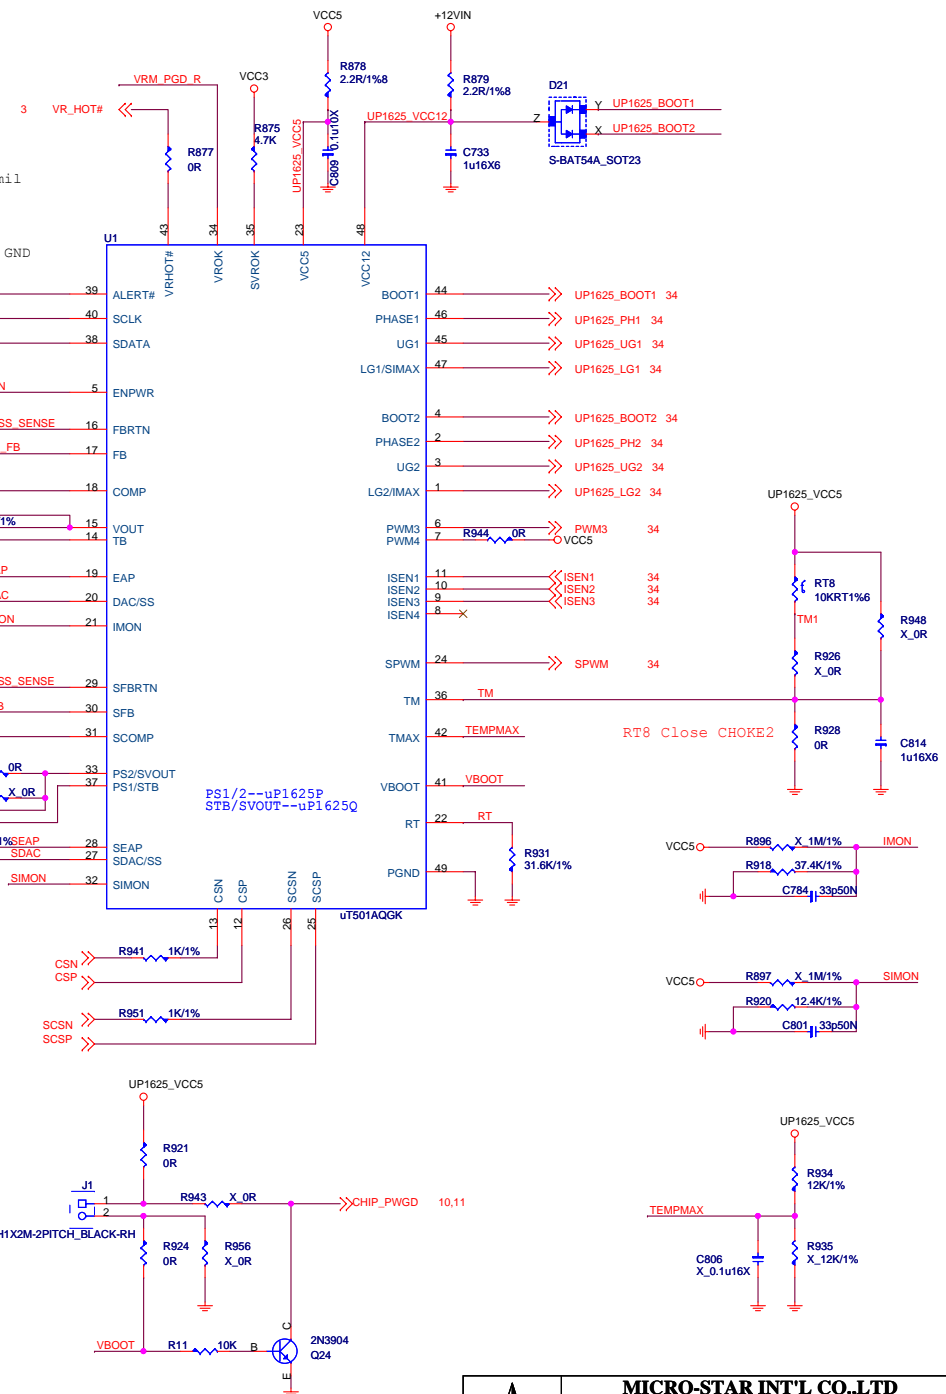 VCC5
+12VIN
R878
2.2R/1%8
R879
2.2R/1%8
VRM_PGD_R
VCC3
D21
3 VR_HOT#
UP1625_VCC5
0.1u10X
C809
UP1625_VCC12
Z
Y UP1625_BOOT1
X UP1625_BOOT2
R875
4.7K
R877
0R
C733
1u16X6
S-BAT54A_SOT23
mil
43
34
35
23
48
U1
GND
VRHOT#
VROK
SVROK
VCC5
VCC12
39 ALERT#
BOOT1 44 UP1625_BOOT1 34
40 SCLK
PHASE1 46 UP1625_PH1 34
38 SDATA
UG1 45 UP1625_UG1 34
LG1/SIMAX 47 UP1625_LG1 34
N 5 ENPWR
BOOT2 4 UP1625_BOOT2 34
SS_SENSE 16 FBRTN
PHASE2 2 UP1625_PH2 34
_FB 17 FB
UG2 3 UP1625_UG2 34
18 COMP
LG2/IMAX 1 UP1625_LG2 34
UP1625_VCC5
1% 15 VOUT
PWM3 6 PWM3 34
14 TB
PWM4 7 R944 0R VCC5
P 19 EAP
ISEN1 11 ISEN1 34
ISEN2 10 ISEN2 34
AC 20 DAC/SS
ISEN3 9 ISEN3 34
ISEN4 8
ON 21 IMON
RT8
10KRT1%6
TM1
R948
X_0R
R926
X_0R
SPWM 24 SPWM 34
SS_SENSE 29 SFBRTN
TM 36 TM
B 30 SFB
31 SCOMP
TMAX 42 TEMPMAX
RT8 Close CHOKE2
R928
0R
C814
1u16X6
0R 33 PS2/SVOUT
X_0R 37 PS1/STB
VBOOT 41 VBOOT
PS1/2--uP1625P
STB/SVOUT--uP1625Q
RT 22 RT
1% SEAP 28 SEAP
SDAC 27 SDAC/SS
R931
31.6K/1%
PGND 49
SIMON 32 SIMON
CSN
CSP
SCSN
SCSP
uT501AQGK
13
12
26
25
VCC5 R896 X_1M/1% IMON
R918 37.4K/1%
C784 33p50N
CSN R941 1K/1%
CSP
VCC5 R897 X_1M/1% SIMON
R920 12.4K/1%
C801 33p50N
SCSN R951 1K/1%
SCSP
UP1625_VCC5
R921
0R
J1
1
2
R943 X_0R CHIP_PWGD 10,11
H1X2M-2PITCH_BLACK-RH
R924
0R
R956
X_0R
UP1625_VCC5
R934
12K/1%
TEMPMAX
C806
X_0.1u16X
R935
X_12K/1%
VBOOT R11 10K B
C
E
2N3904
Q24
MICRO-STAR INT'L CO.,LTD